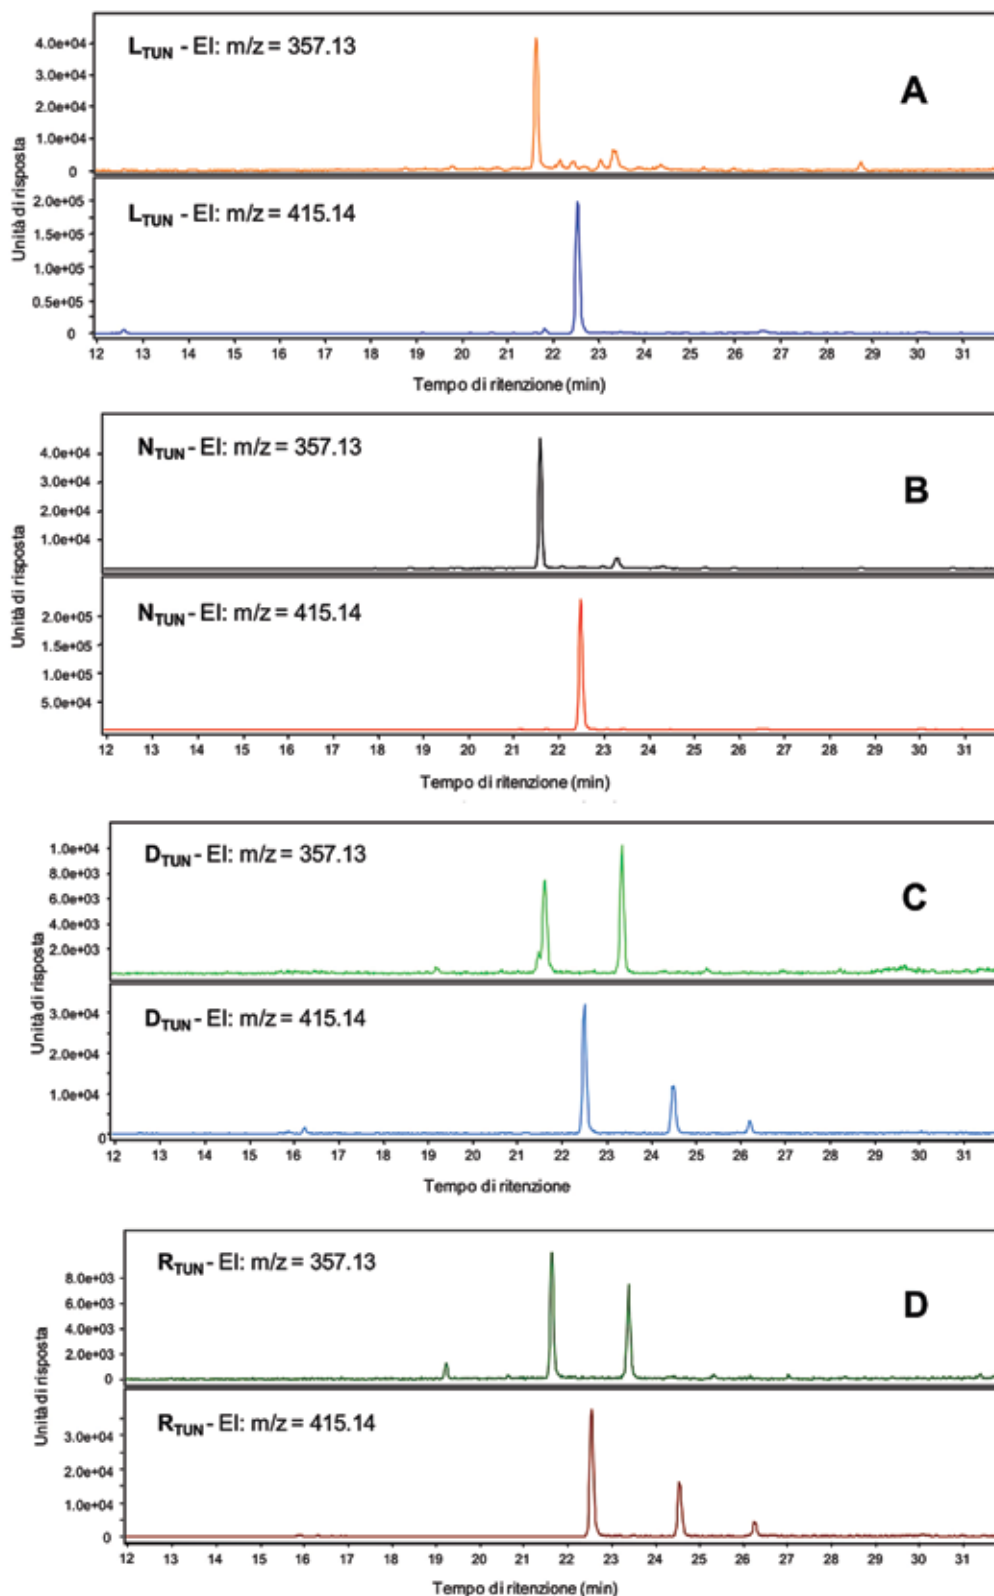 L_TUN - EI: m/z = 357.13
A
4.0e+04
3.0e+04
2.0e+04
1.0e+04
0
L_TUN - EI: m/z = 415.14
2.0e+05
1.5e+05
1.0e+05
0.5e+05
0
Unità di risposta
12 13 14 15 16 17 18 19 20 21 22 23 24 25 26 27 28 29 30 31
Tempo di ritenzione (min)
N_TUN - EI: m/z = 357.13
B
4.0e+04
3.0e+04
2.0e+04
1.0e+04
N_TUN - EI: m/z = 415.14
2.0e+05
1.5e+05
1.0e+05
5.0e+04
Unità di risposta
12 13 14 15 16 17 18 19 20 21 22 23 24 25 26 27 28 29 30 31
Tempo di ritenzione (min)
D_TUN - EI: m/z = 357.13
C
1.0e+04
8.0e+03
6.0e+03
4.0e+03
2.0e+03
D_TUN - EI: m/z = 415.14
3.0e+04
2.0e+04
1.0e+04
0
Unità di risposta
12 13 14 15 16 17 18 19 20 21 22 23 24 25 26 27 28 29 30 31
Tempo di ritenzione
R_TUN - EI: m/z = 357.13
D
8.0e+03
6.0e+03
4.0e+03
2.0e+03
0
R_TUN - EI: m/z = 415.14
3.0e+04
2.0e+04
1.0e+04
0
Unità di risposta
12 13 14 15 16 17 18 19 20 21 22 23 24 25 26 27 28 29 30 31
Tempo di ritenzione (min)